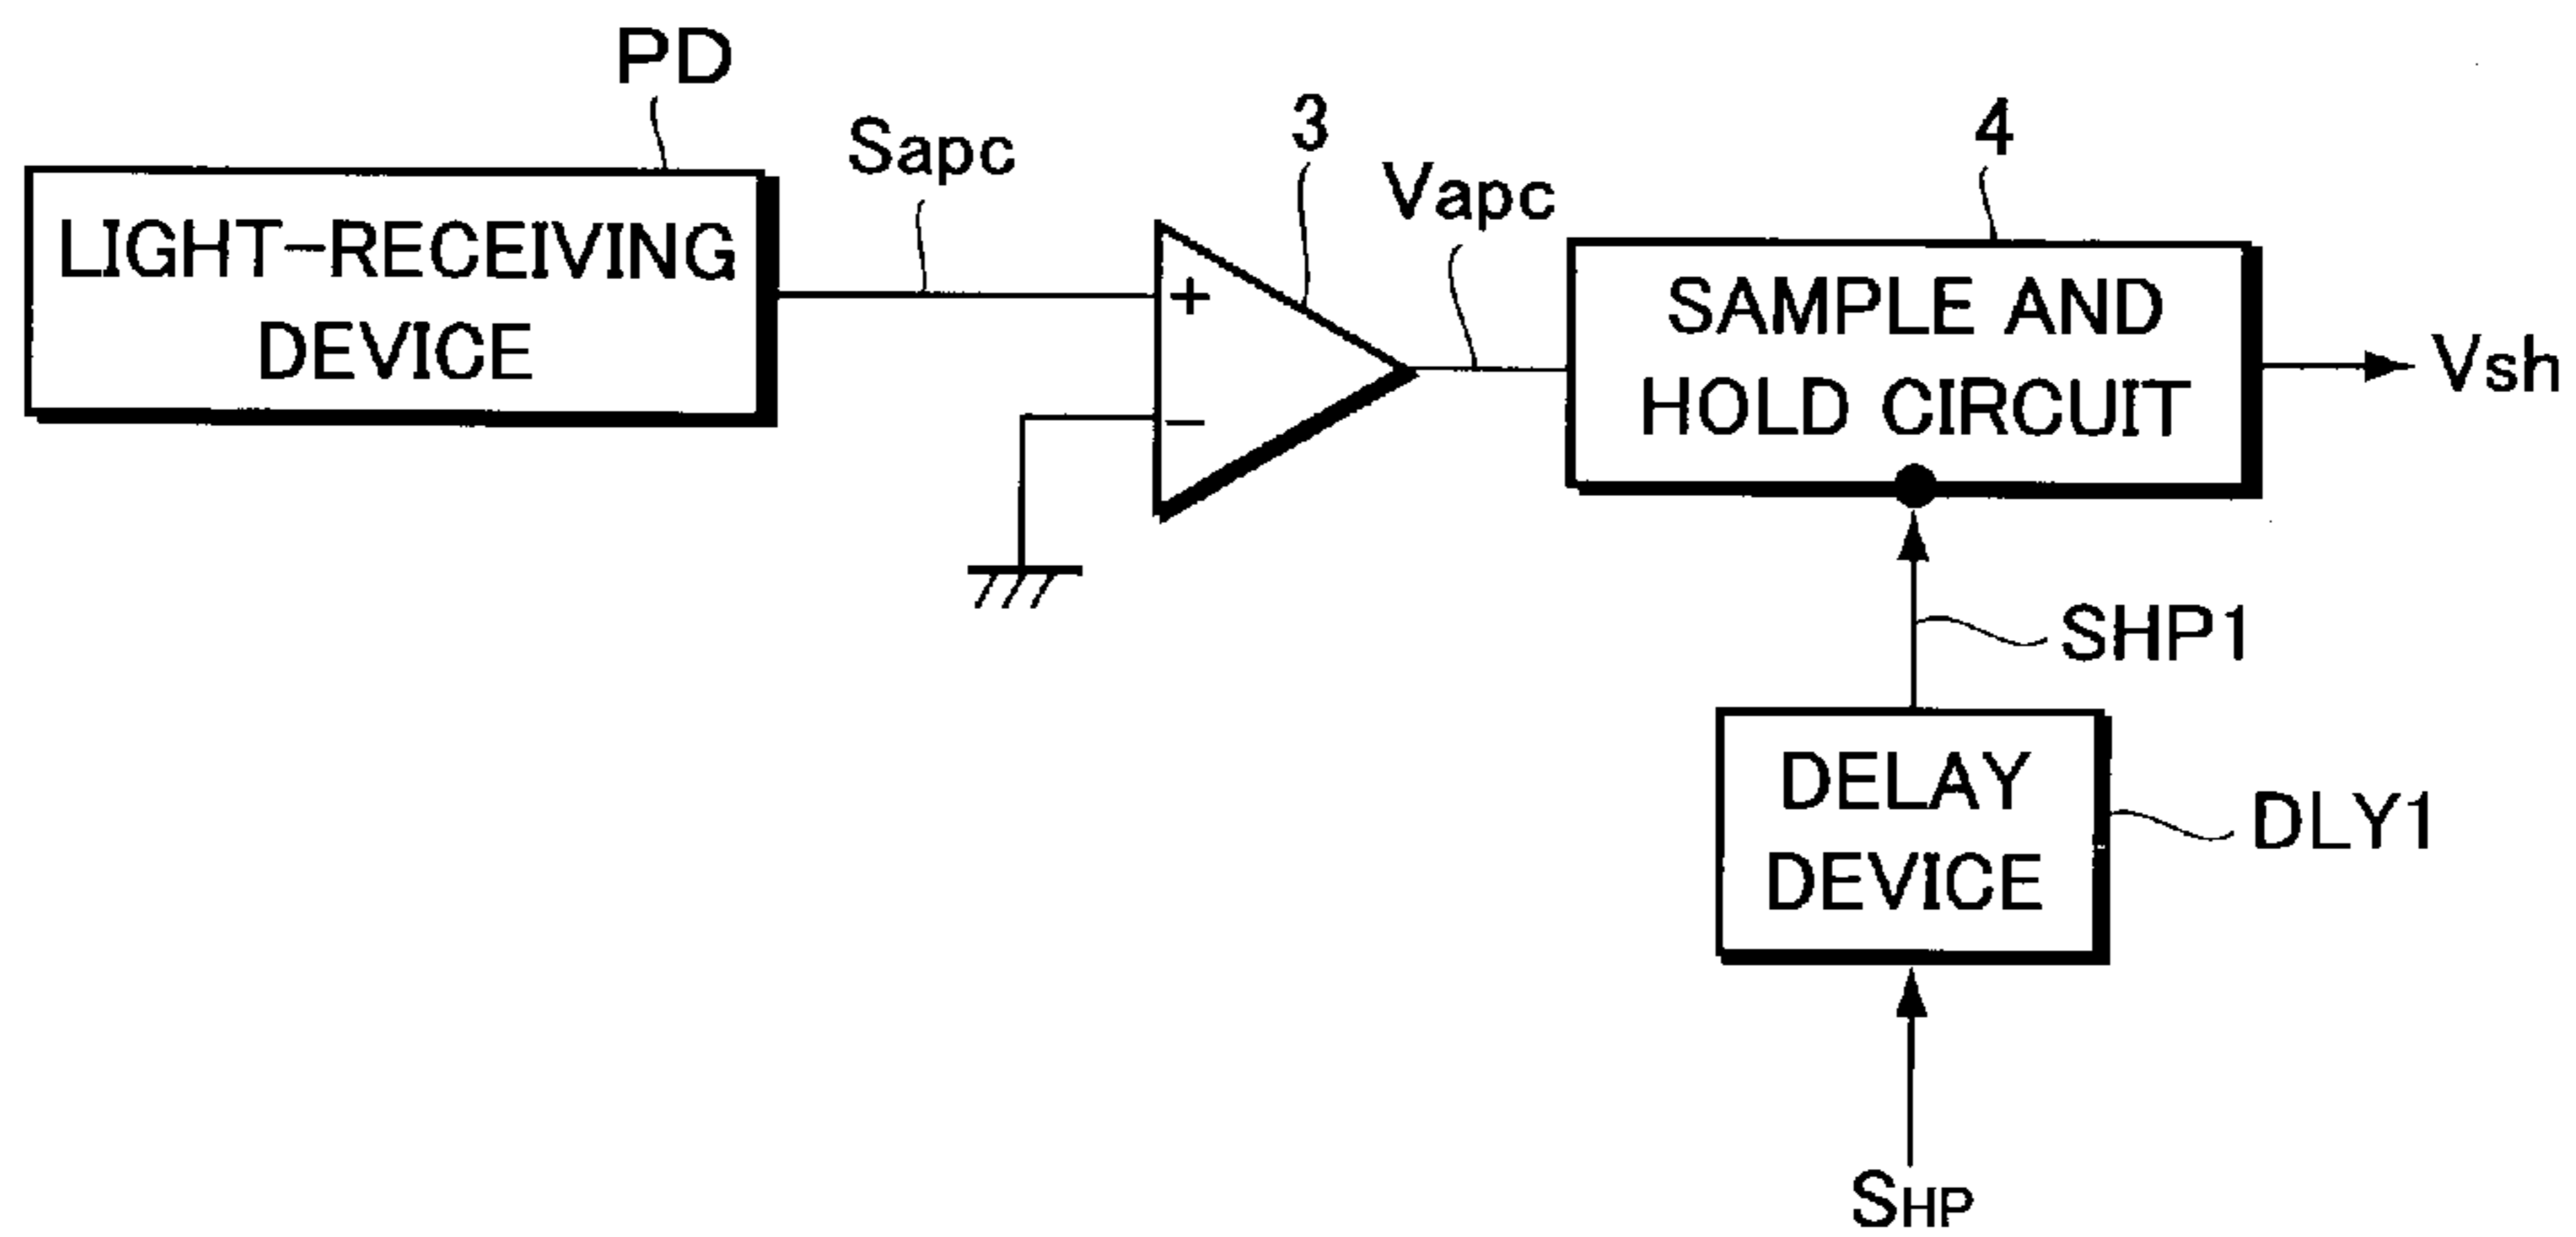 PD
Sapc
3
Vapc
4
LIGHT-RECEIVING
DEVICE
+
−
SAMPLE AND
HOLD CIRCUIT
Vsh
SHP1
DELAY
DEVICE
DLY1
SHP